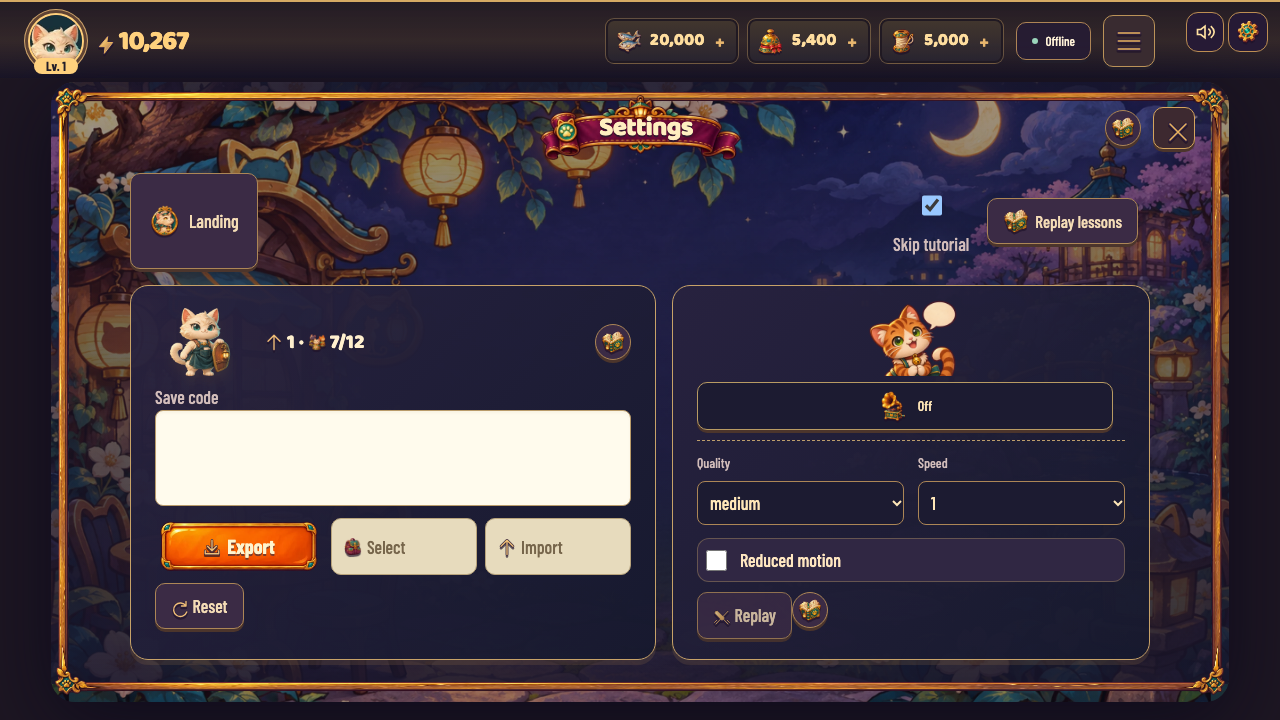 Lv. 1
10,267
20,000 +
5,400 +
5,000 +
Offline
Settings
Landing
Skip tutorial
Replay lessons
1 • 7/12
Save code
Export
Select
Import
Reset
Off
Quality
Speed
medium
1
Reduced motion
Replay